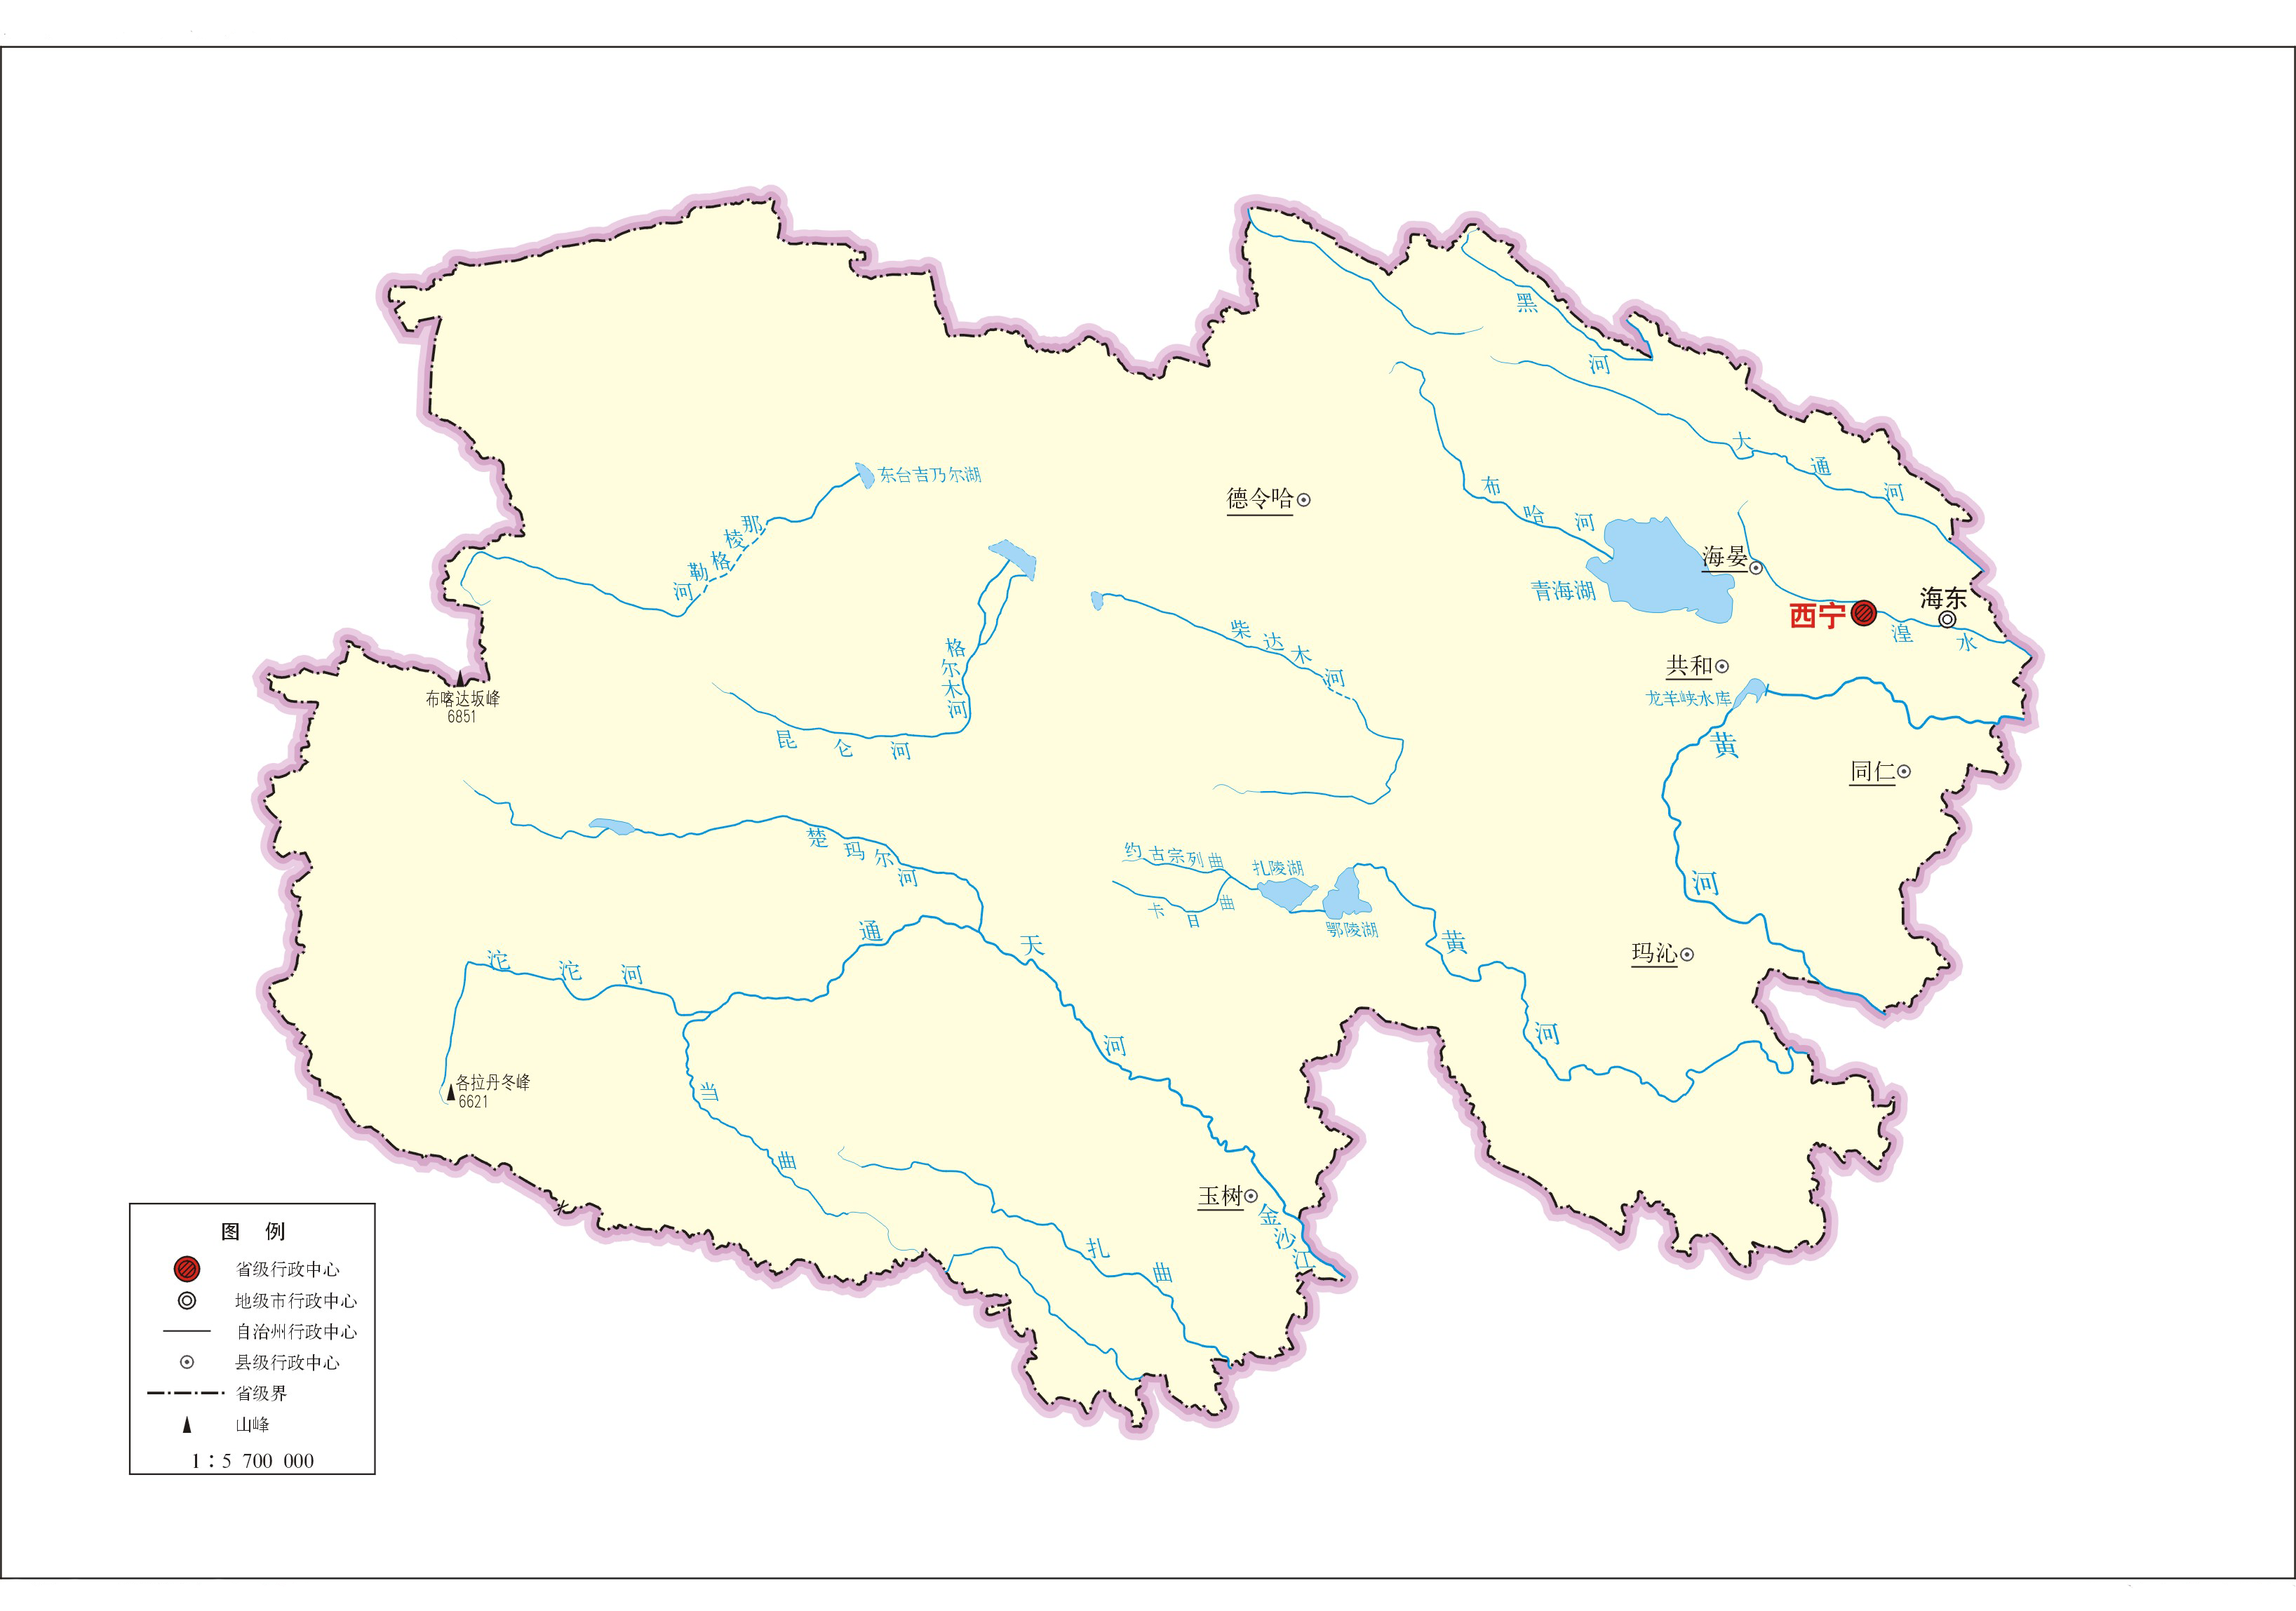 黑河
大通河
东台吉乃尔湖
德令哈
布哈河
那棱格勒河
海晏
青海湖
海东
西宁
湟水
柴达木河
格尔木河
共和
龙羊峡水库
布喀达坂峰
6851
昆仑河
黄河
同仁
楚玛尔河
约古宗列曲
扎陵湖
卡日曲
鄂陵湖
玛沁
黄河
通天河
沱沱河
各拉丹冬峰
6621
当曲
玉树
金沙江
扎曲
图 例
省级行政中心
地级市行政中心
自治州行政中心
县级行政中心
省级界
山峰
1：5 700 000